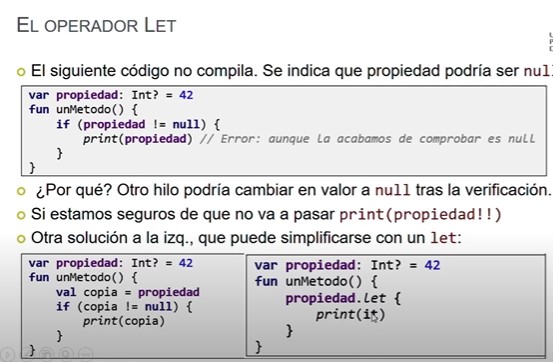 EL OPERADOR LET
El siguiente código no compila. Se indica que propiedad podría ser null
var propiedad: Int? = 42
fun unMetodo() {
if (propiedad != null) {
print(propiedad) // Error: aunque la acabamos de comprobar es null
}
}
¿Por qué? Otro hilo podría cambiar en valor a null tras la verificación.
Si estamos seguros de que no va a pasar print(propiedad!!)
Otra solución a la izq., que puede simplificarse con un let:
var propiedad: Int? = 42
fun unMetodo() {
val copia = propiedad
if (copia != null) {
print(copia)
}
}
var propiedad: Int? = 42
fun unMetodo() {
propiedad.let {
print(it)
}
}